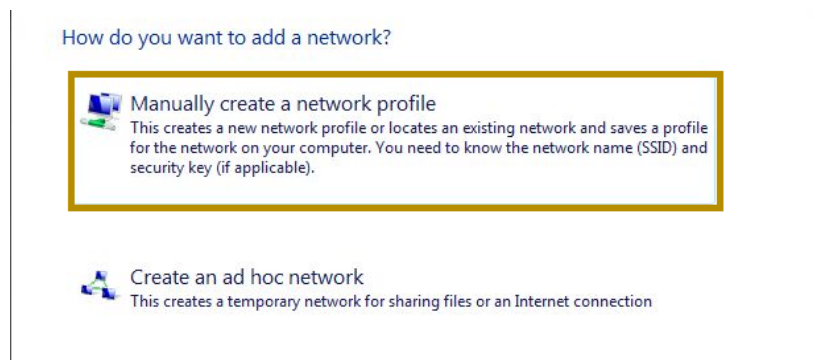 How do you want to add a network?
Manually create a network profile
This creates a new network profile or locates an existing network and saves a profile
for the network on your computer. You need to know the network name (SSID) and
security key (if applicable).
Create an ad hoc network
This creates a temporary network for sharing files or an Internet connection